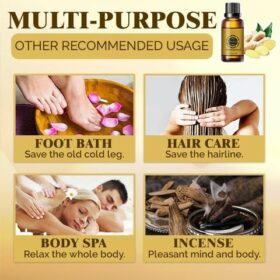 MULTI-PURPOSE
OTHER RECOMMENDED USAGE
FOOT BATH
Save the old cold leg.
HAIR CARE
Save the hairline.
BODY SPA
Relax the whole body.
INCENSE
Pleasant mind and body.